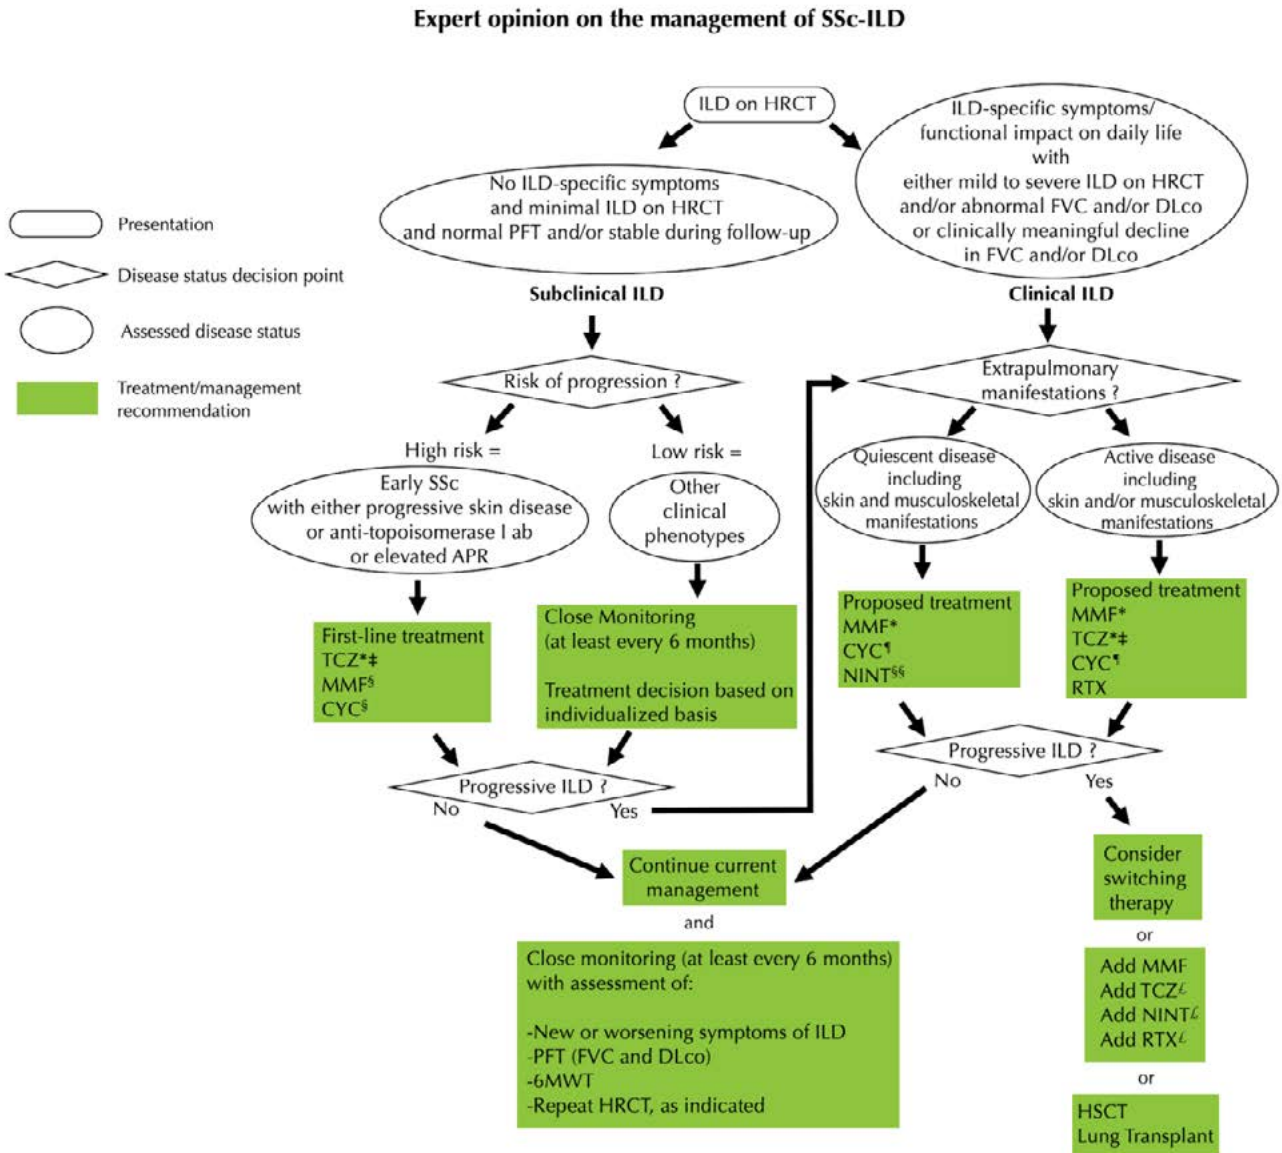 Expert opinion on the management of SSc-ILD
ILD on HRCT
ILD-specific symptoms/
functional impact on daily life
with
either mild to severe ILD on HRCT
and/or abnormal FVC and/or DLco
or clinically meaningful decline
in FVC and/or DLco
No ILD-specific symptoms
and minimal ILD on HRCT
and normal PFT and/or stable during follow-up
Presentation
Disease status decision point
Assessed disease status
Treatment/management
recommendation
Subclinical ILD
Clinical ILD
Risk of progression ?
Extrapulmonary
manifestations ?
High risk =
Low risk =
Early SSc
with either progressive skin disease
or anti-topoisomerase I ab
or elevated APR
Other
clinical
phenotypes
Quiescent disease
including
skin and musculoskeletal
manifestations
Active disease
including
skin and/or musculoskeletal
manifestations
First-line treatment
TCZ*‡
MMF§
CYC§
Close Monitoring
(at least every 6 months)
Treatment decision based on
individualized basis
Proposed treatment
MMF*
CYC¶
NINT§§
Proposed treatment
MMF*
TCZ*‡
CYC¶
RTX
Progressive ILD ?
No
Yes
Progressive ILD ?
No
Yes
Continue current
management
and
Close monitoring (at least every 6 months)
with assessment of:
-New or worsening symptoms of ILD
-PFT (FVC and DLco)
-6MWT
-Repeat HRCT, as indicated
Consider
switching
therapy
or
Add MMF
Add TCZ£
Add NINT£
Add RTX£
or
HSCT
Lung Transplant